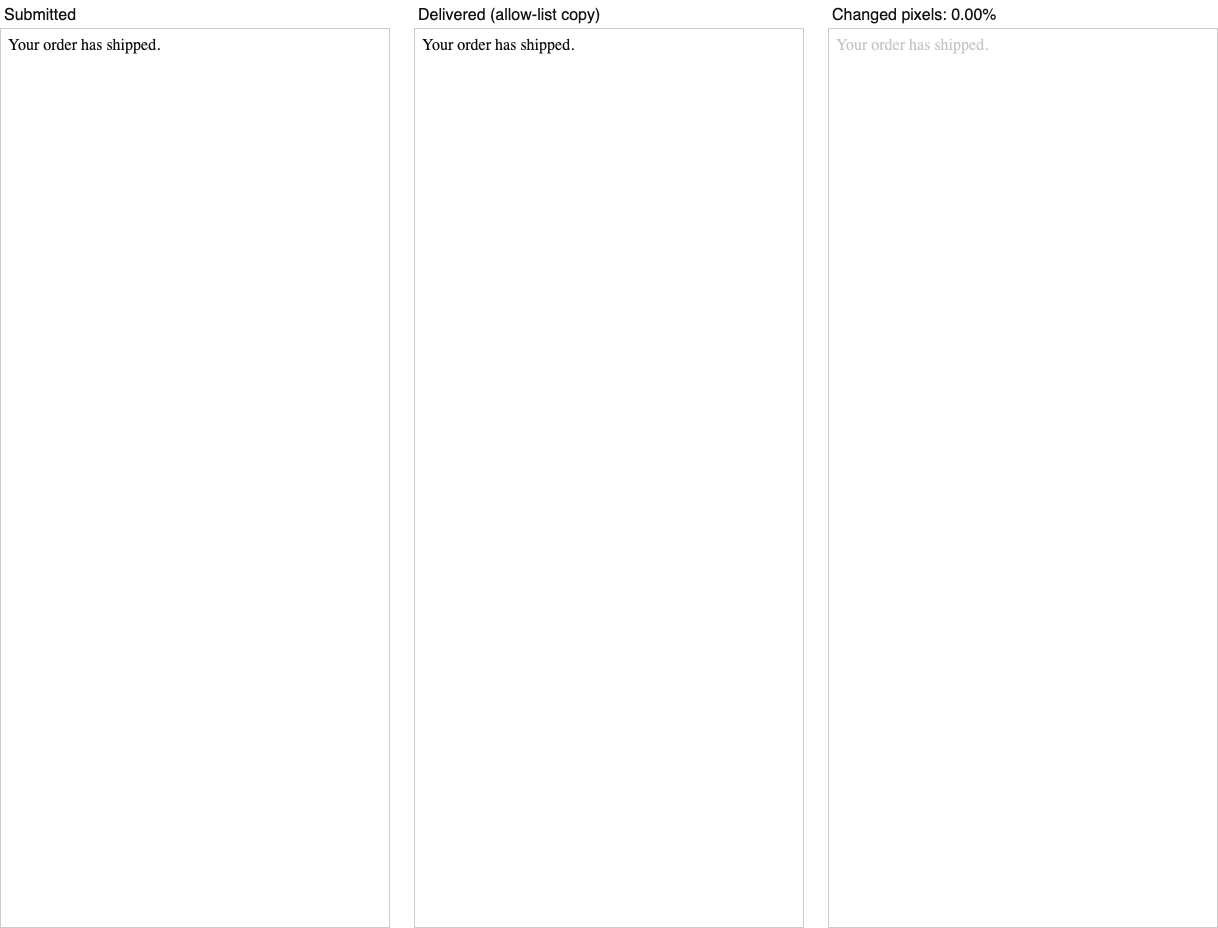 Submitted
Your order has shipped.
Delivered (allow-list copy)
Your order has shipped.
Changed pixels: 0.00%
Your order has shipped.